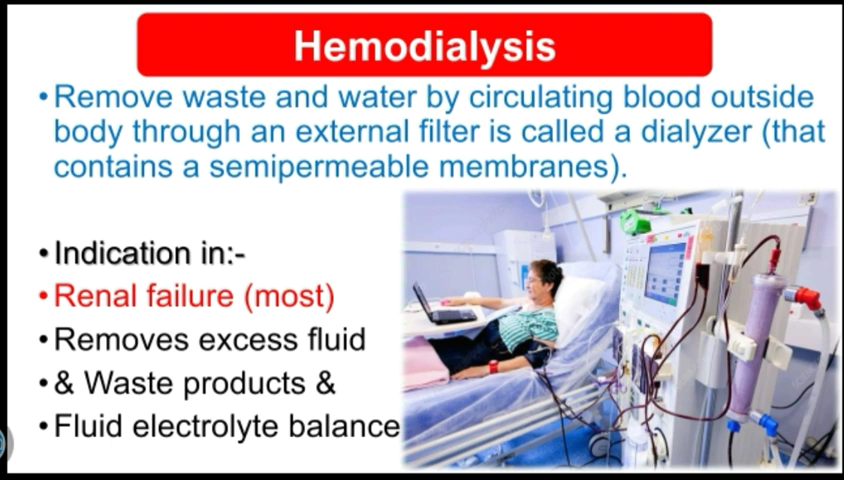 Hemodialysis
•Remove waste and water by circulating blood outside
body through an external filter is called a dialyzer (that
contains a semipermeable membranes).
•Indication in:-
•Renal failure (most)
•Removes excess fluid
•& Waste products &
•Fluid electrolyte balance